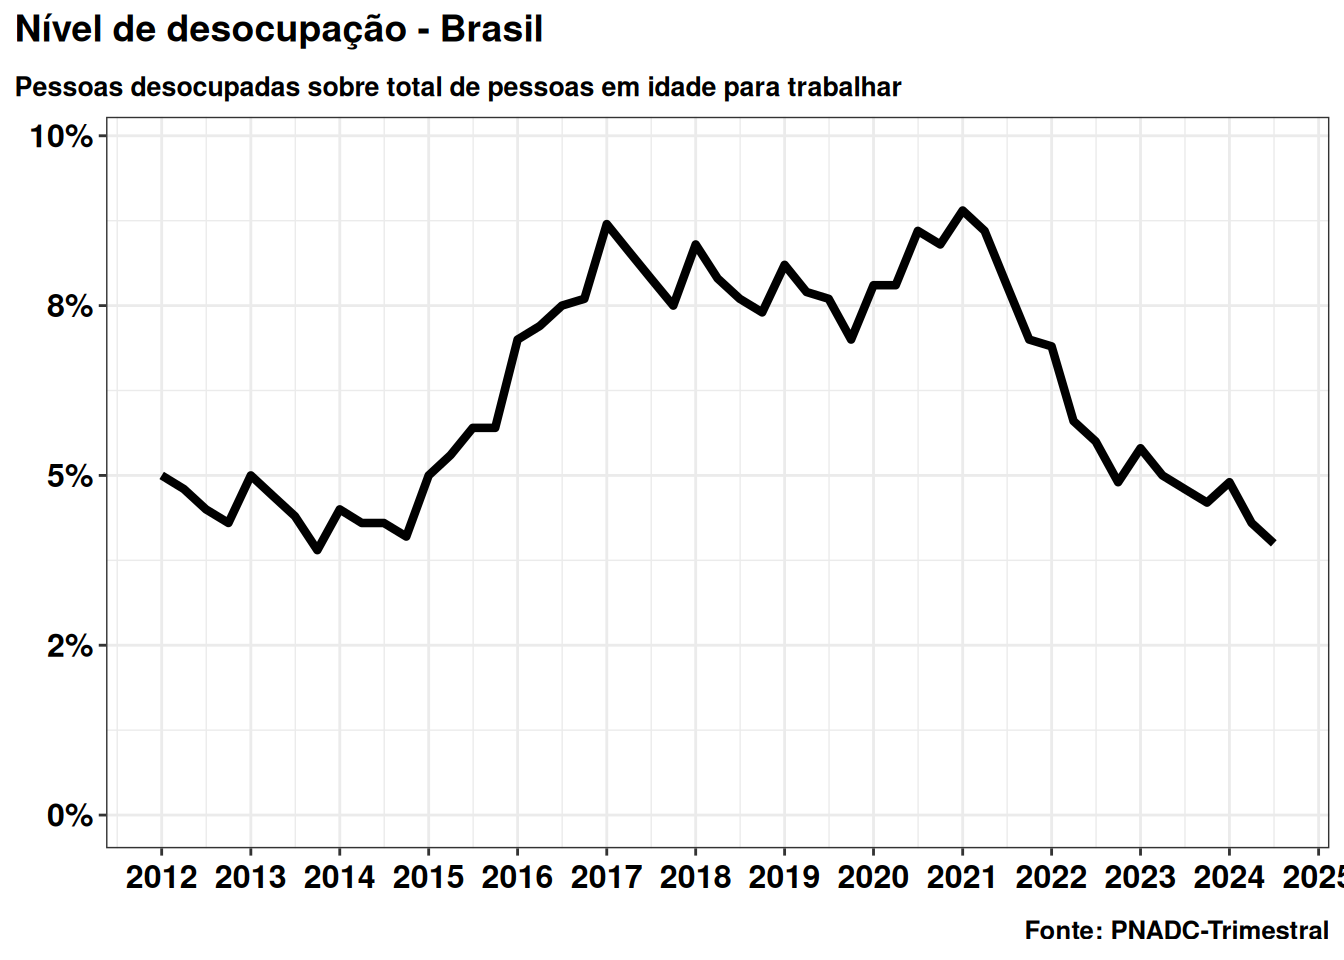 Nível de desocupação - Brasil
Pessoas desocupadas sobre total de pessoas em idade para trabalhar
10%
8%
5%
2%
0%
2012 2013 2014 2015 2016 2017 2018 2019 2020 2021 2022 2023 2024 2025
Fonte: PNADC-Trimestral